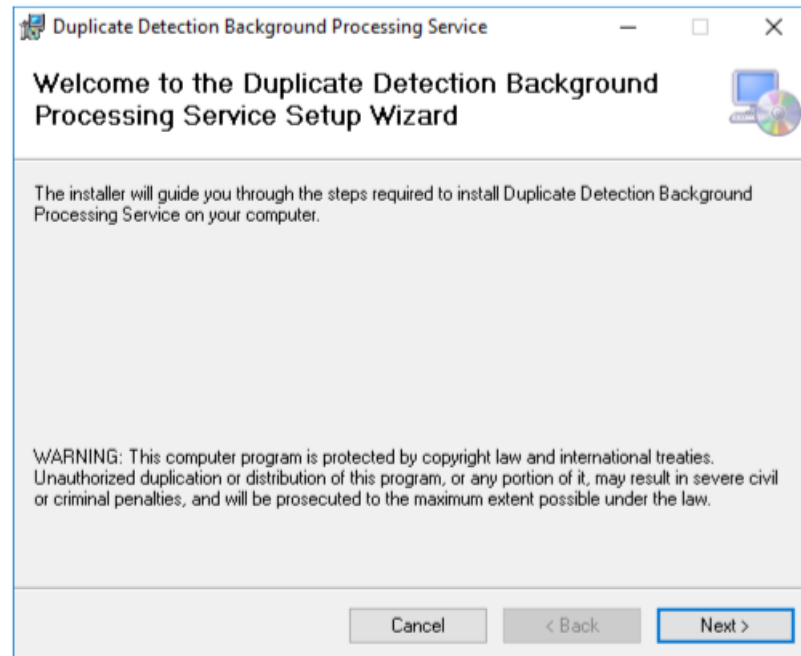 Duplicate Detection Background Processing Service
Welcome to the Duplicate Detection Background
Processing Service Setup Wizard
The installer will guide you through the steps required to install Duplicate Detection Background
Processing Service on your computer.
WARNING: This computer program is protected by copyright law and international treaties.
Unauthorized duplication or distribution of this program, or any portion of it, may result in severe civil
or criminal penalties, and will be prosecuted to the maximum extent possible under the law.
Cancel < Back Next >